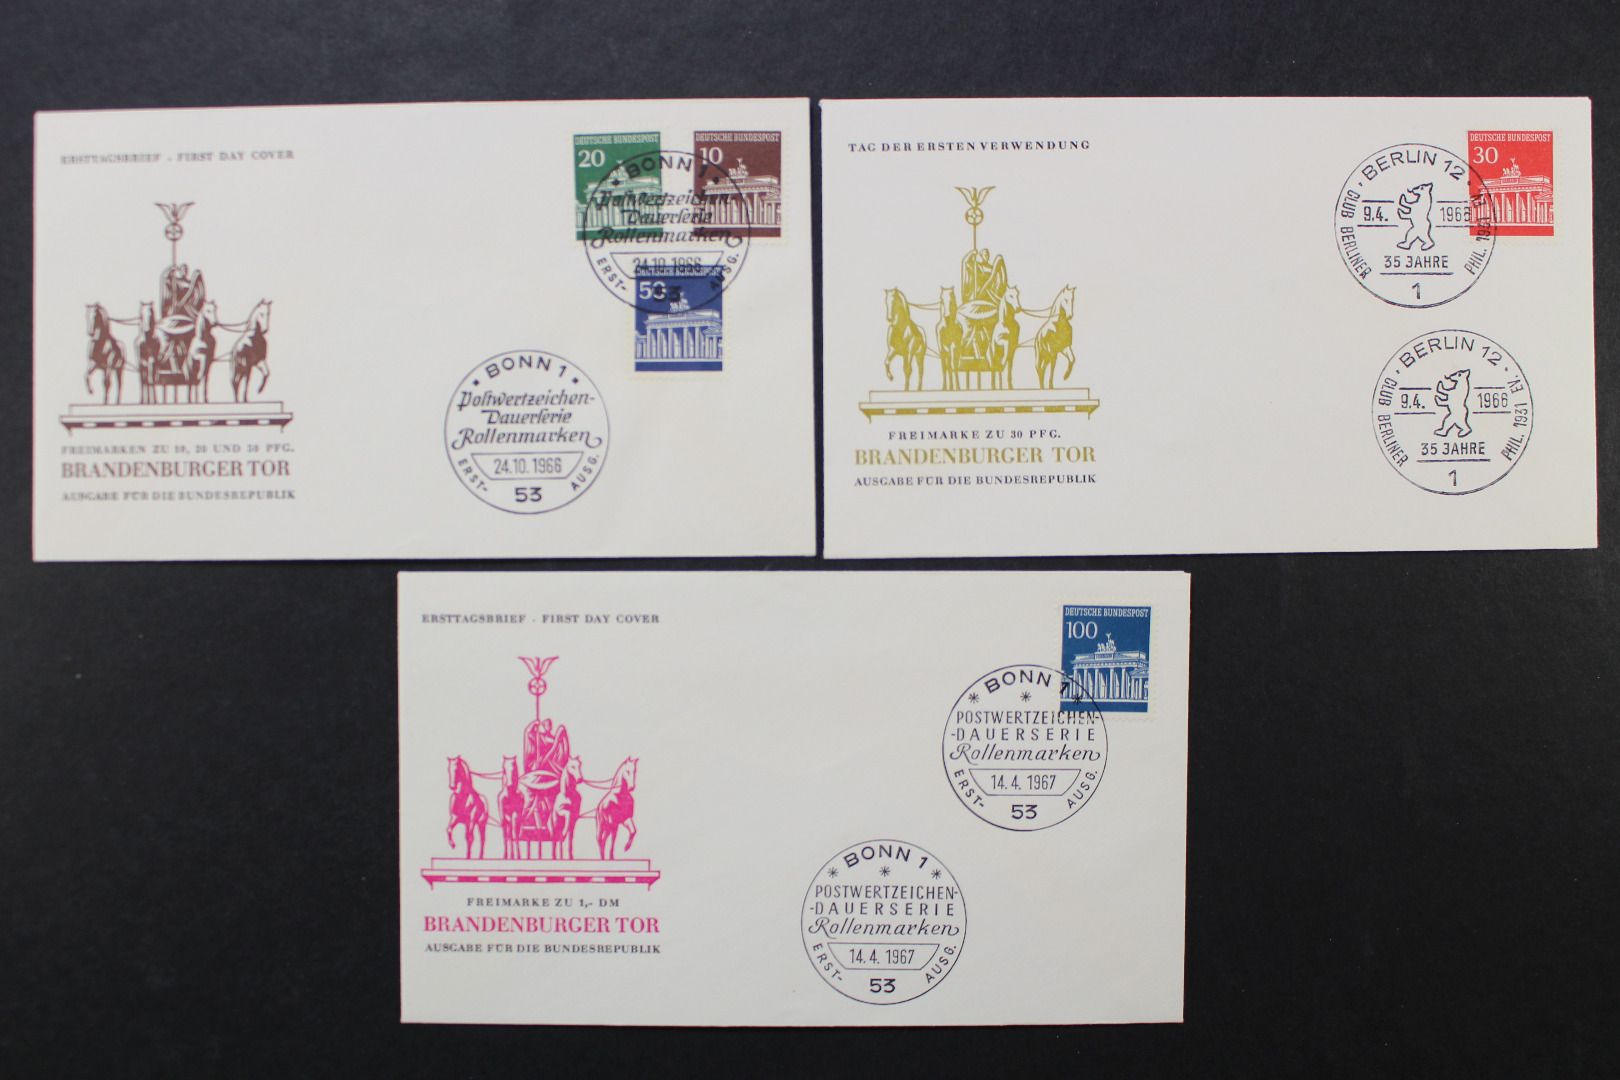 ERSTTAGSBRIEF - FIRST DAY COVER
DEUTSCHE BUNDESPOST
20
DEUTSCHE BUNDESPOST
10
BONN 1
Postwertzeichen-
Dauerserie
Rollenmarken
24.10.1966
ERST- AUSG.
53
DEUTSCHE BUNDESPOST
50
BONN 1
Postwertzeichen-
Dauerserie
Rollenmarken
24.10.1966
ERST- AUSG.
53
FREIMARKEN ZU 10, 20 UND 50 PFG.
BRANDENBURGER TOR
AUSGABE FÜR DIE BUNDESREPUBLIK
TAG DER ERSTEN VERWENDUNG
DEUTSCHE BUNDESPOST
30
BERLIN 12
9.4. 1966
35 JAHRE
CLUB BERLINER PHIL. 1931 EV.
1
BERLIN 12
9.4. 1966
35 JAHRE
CLUB BERLINER PHIL. 1931 EV.
1
FREIMARKE ZU 30 PFG.
BRANDENBURGER TOR
AUSGABE FÜR DIE BUNDESREPUBLIK
ERSTTAGSBRIEF - FIRST DAY COVER
DEUTSCHE BUNDESPOST
100
BONN 1
POSTWERTZEICHEN-
-DAUERSERIE
Rollenmarken
14.4.1967
ERST- AUSG.
53
BONN 1
POSTWERTZEICHEN-
-DAUERSERIE
Rollenmarken
14.4.1967
ERST- AUSG.
53
FREIMARKE ZU 1,- DM
BRANDENBURGER TOR
AUSGABE FÜR DIE BUNDESREPUBLIK